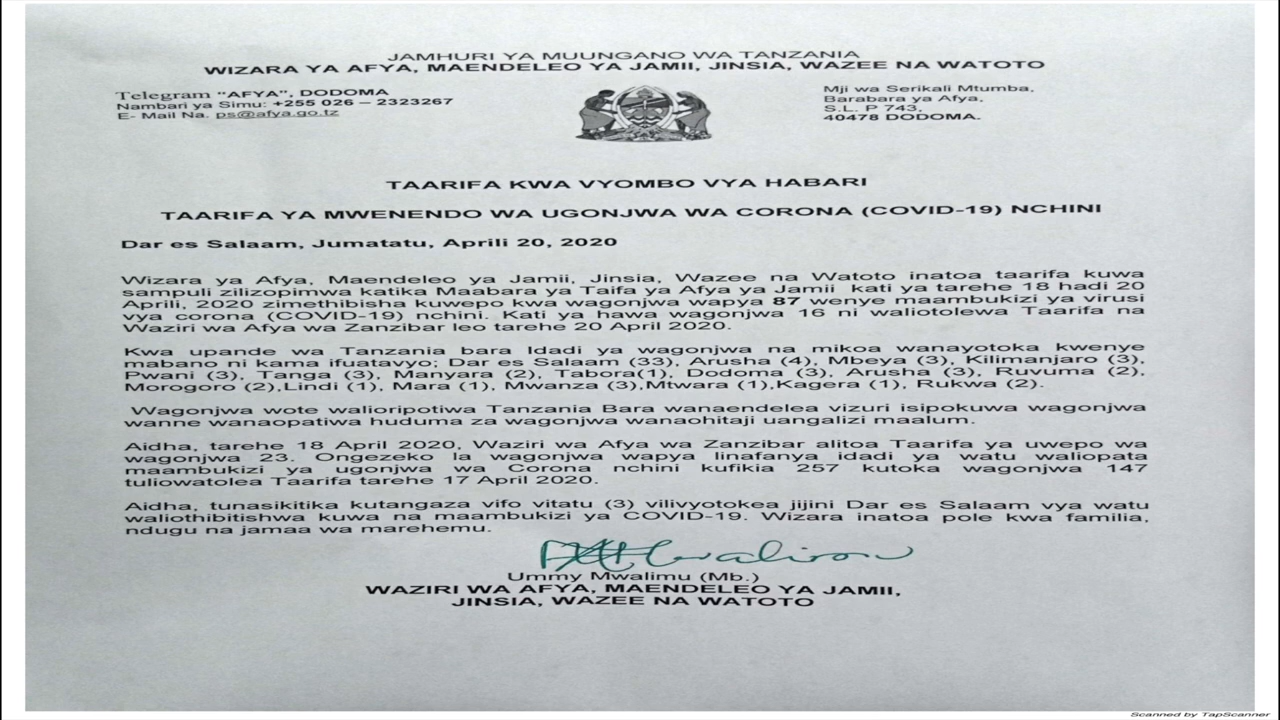 JAMHURI YA MUUNGANO WA TANZANIA
WIZARA YA AFYA, MAENDELEO YA JAMII, JINSIA, WAZEE NA WATOTO
Telegram "AFYA", DODOMA
Nambari ya Simu: +255 026 – 2323267
E- Mail Na. ps@afya.go.tz
Mji wa Serikali Mtumba,
Barabara ya Afya,
S.L. P 743,
40478 DODOMA.
TAARIFA KWA VYOMBO VYA HABARI
TAARIFA YA MWENENDO WA UGONJWA WA CORONA (COVID-19) NCHINI
Dar es Salaam, Jumatatu, Aprili 20, 2020
Wizara ya Afya, Maendeleo ya Jamii, Jinsia, Wazee na Watoto inatoa taarifa kuwa
sampuli zilizopimwa katika Maabara ya Taifa ya Afya ya Jamii kati ya tarehe 18 hadi 20
Aprili, 2020 zimethibisha kuwepo kwa wagonjwa wapya 87 wenye maambukizi ya virusi
vya corona (COVID-19) nchini. Kati ya hawa wagonjwa 16 ni waliotolewa Taarifa na
Waziri wa Afya wa Zanzibar leo tarehe 20 April 2020.
Kwa upande wa Tanzania bara Idadi ya wagonjwa na mikoa wanayotoka kwenye
mabano ni kama ifuatavyo; Dar es Salaam (33), Arusha (4), Mbeya (3), Kilimanjaro (3),
Pwani (3), Tanga (3), Manyara (2), Tabora(1), Dodoma (3), Arusha (3), Ruvuma (2),
Morogoro (2),Lindi (1), Mara (1), Mwanza (3),Mtwara (1),Kagera (1), Rukwa (2).
Wagonjwa wote walioripotiwa Tanzania Bara wanaendelea vizuri isipokuwa wagonjwa
wanne wanaopatiwa huduma za wagonjwa wanaohitaji uangalizi maalum.
Aidha, tarehe 18 April 2020, Waziri wa Afya wa Zanzibar alitoa Taarifa ya uwepo wa
wagonjwa 23. Ongezeko la wagonjwa wapya linafanya idadi ya watu waliopata
maambukizi ya ugonjwa wa Corona nchini kufikia 257 kutoka wagonjwa 147
tuliowatolea Taarifa tarehe 17 April 2020.
Aidha, tunasikitika kutangaza vifo vitatu (3) vilivyotokea jijini Dar es Salaam vya watu
waliothibitishwa kuwa na maambukizi ya COVID-19. Wizara inatoa pole kwa familia,
ndugu na jamaa wa marehemu.
Ummy Mwalimu (Mb.)
WAZIRI WA AFYA, MAENDELEO YA JAMII,
JINSIA, WAZEE NA WATOTO
Scanned by TapScanner